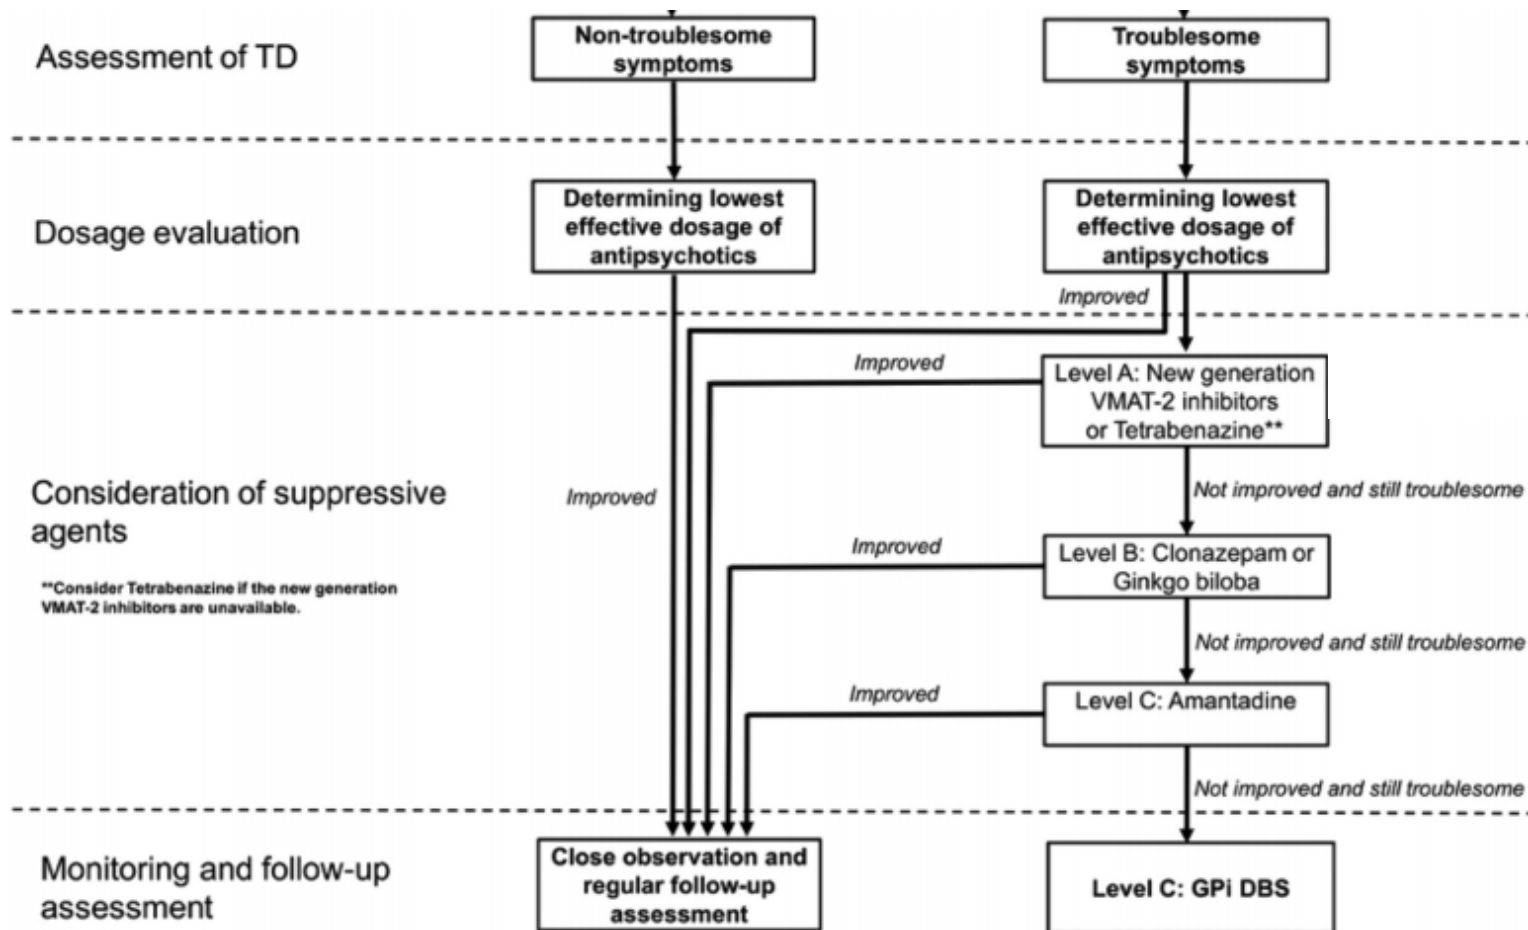 Assessment of TD
Non-troublesome
symptoms
Troublesome
symptoms
Dosage evaluation
Determining lowest
effective dosage of
antipsychotics
Determining lowest
effective dosage of
antipsychotics
Improved
Improved
Level A: New generation
VMAT-2 inhibitors
or Tetrabenazine**
Consideration of suppressive
agents
Improved
Not improved and still troublesome
**Consider Tetrabenazine if the new generation
VMAT-2 inhibitors are unavailable.
Improved
Level B: Clonazepam or
Ginkgo biloba
Not improved and still troublesome
Improved
Level C: Amantadine
Not improved and still troublesome
Monitoring and follow-up
assessment
Close observation and
regular follow-up
assessment
Level C: GPi DBS